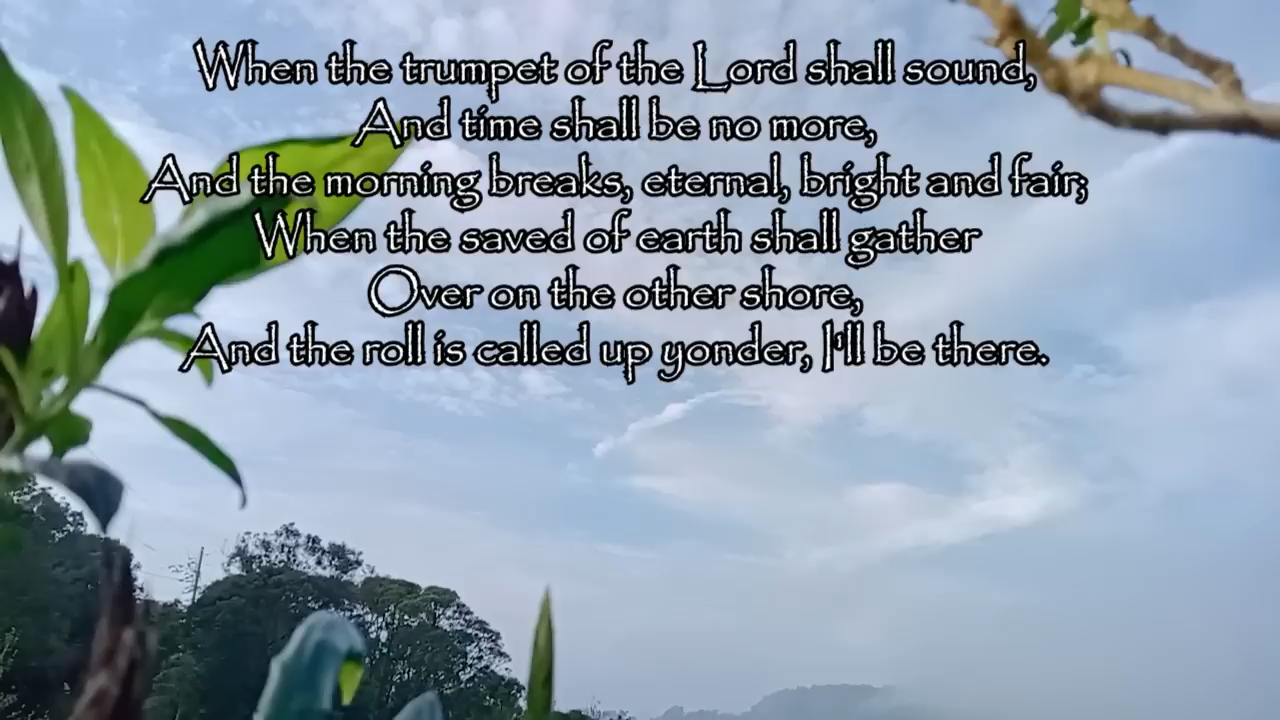 When the trumpet of the Lord shall sound,
And time shall be no more,
And the morning breaks, eternal, bright and fair;
When the saved of earth shall gather
Over on the other shore,
And the roll is called up yonder, I'll be there.